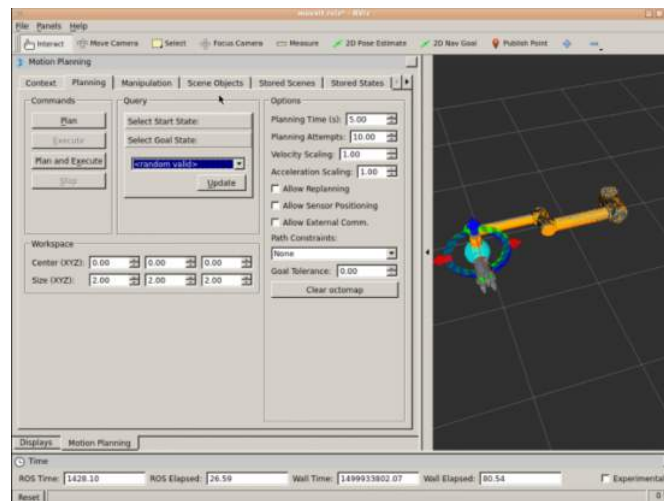 moveit.rviz* - RViz
File Panels Help
Interact Move Camera Select Focus Camera Measure 2D Pose Estimate 2D Nav Goal Publish Point
Motion Planning
Context Planning Manipulation Scene Objects Stored Scenes Stored States
Commands
Plan
Execute
Plan and Execute
Stop
Query
Select Start State:
Select Goal State:
<random valid>
Update
Options
Planning Time (s): 5.00
Planning Attempts: 10.00
Velocity Scaling: 1.00
Acceleration Scaling: 1.00
Allow Replanning
Allow Sensor Positioning
Allow External Comm.
Path Constraints:
None
Goal Tolerance: 0.00
Clear octomap
Workspace
Center (XYZ): 0.00 0.00 0.00
Size (XYZ): 2.00 2.00 2.00
Displays Motion Planning
Time
ROS Time: 1428.10 ROS Elapsed: 26.59 Wall Time: 1499933802.07 Wall Elapsed: 80.54 Experimental
Reset